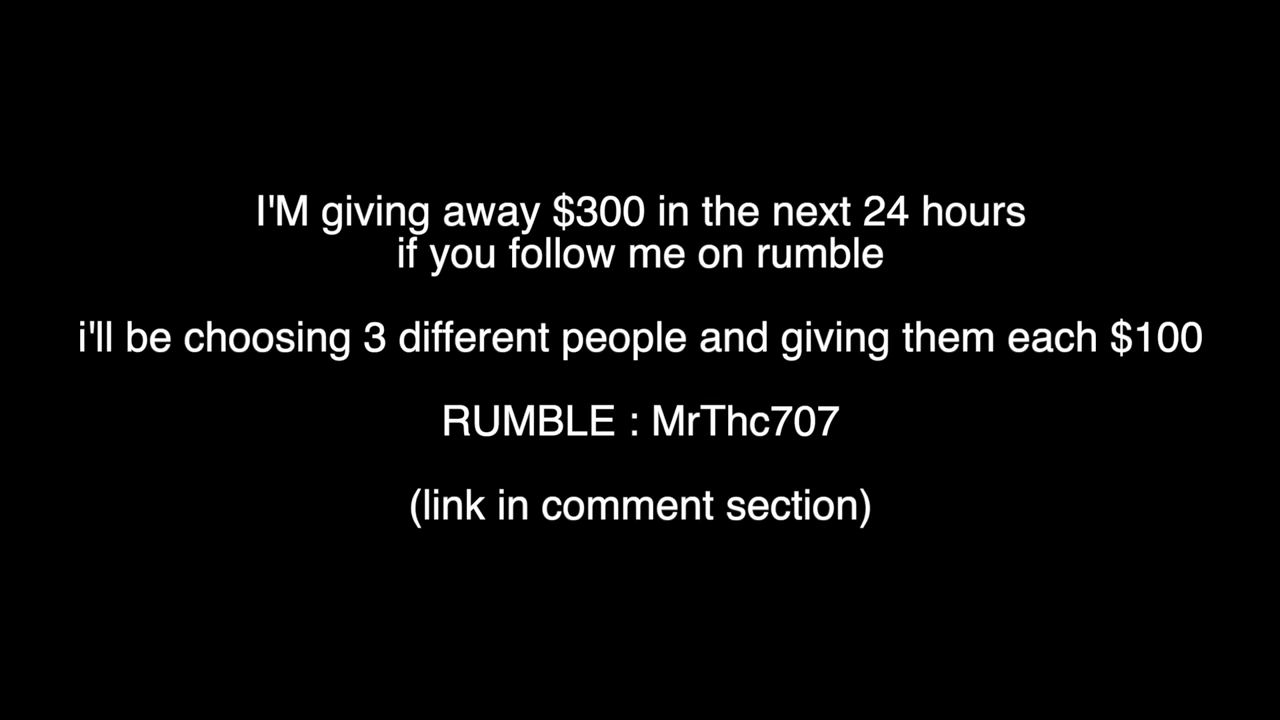 I'M giving away $300 in the next 24 hours
if you follow me on rumble
i'll be choosing 3 different people and giving them each $100
RUMBLE : MrThc707
(link in comment section)